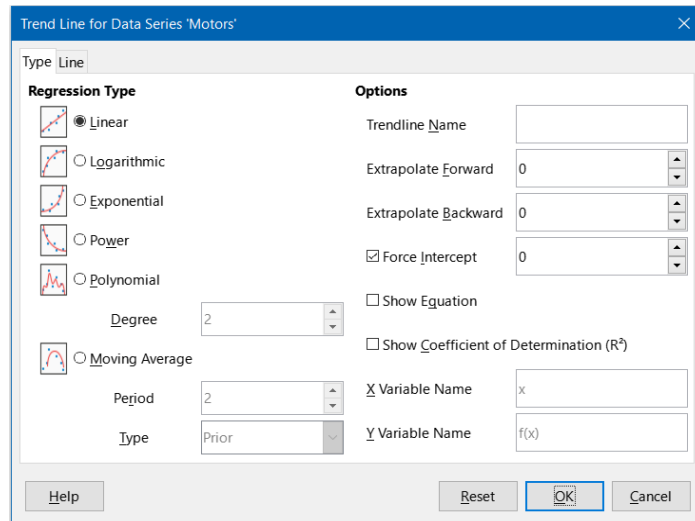 Trend Line for Data Series 'Motors'
Type Line
Regression Type
Linear
Logarithmic
Exponential
Power
Polynomial
Degree 2
Moving Average
Period 2
Type Prior
Options
Trendline Name
Extrapolate Forward 0
Extrapolate Backward 0
Force Intercept 0
Show Equation
Show Coefficient of Determination (R²)
X Variable Name x
Y Variable Name f(x)
Help Reset OK Cancel